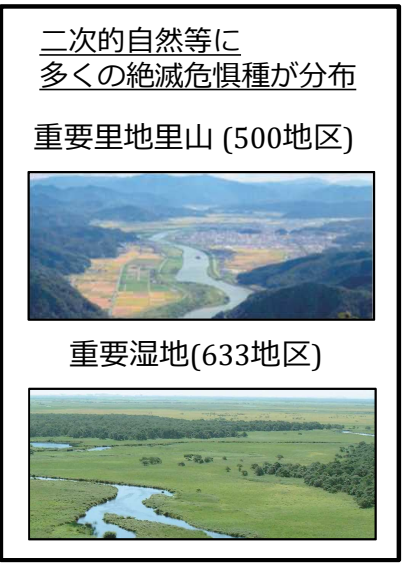 二次的自然等に
多くの絶滅危惧種が分布
重要里地里山 (500地区)
重要湿地(633地区)